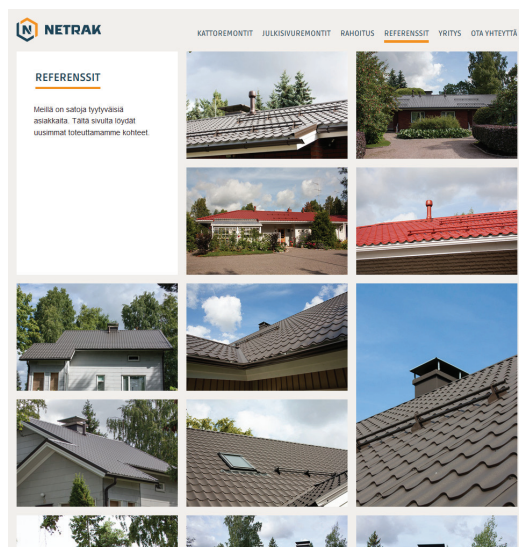 NETRAK
KATTOREMONTIT JULKISIVUREMONTIT RAHOITUS REFERENSSIT YRITYS OTA YHTEYTTÄ
REFERENSSIT
Meillä on satoja tyytyväisiä
asiakkaita. Tältä sivulta löydät
uusimmat toteuttamamme kohteet.